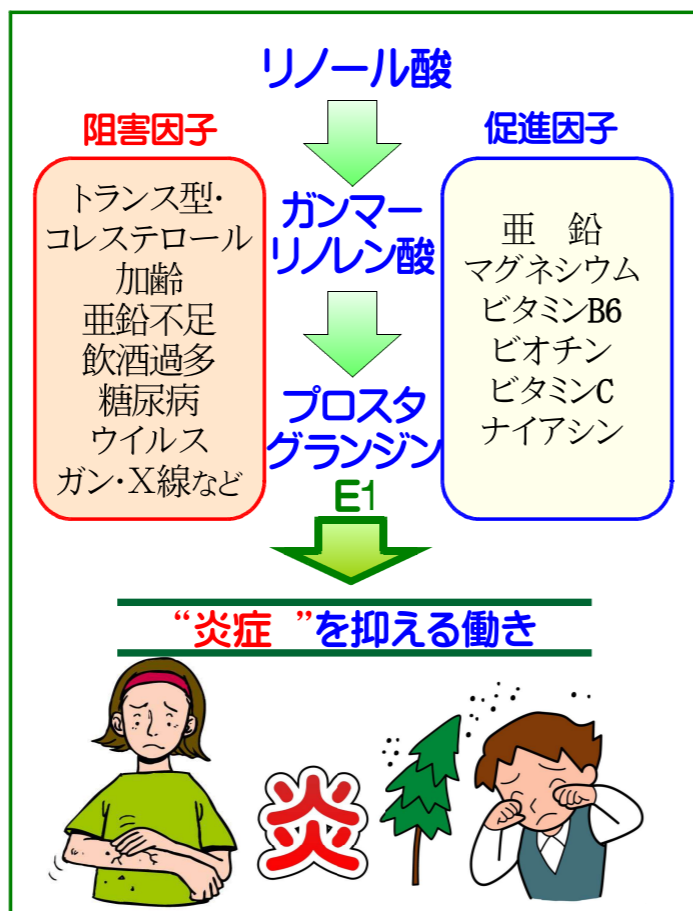 リノール酸
阻害因子
トランス型・
コレステロール
加齢
亜鉛不足
飲酒過多
糖尿病
ウイルス
ガン・X線など
ガンマー
リノレン酸
プロスタ
グランジン
E1
促進因子
亜　鉛
マグネシウム
ビタミンB6
ビオチン
ビタミンC
ナイアシン
“炎症 ”を抑える働き
炎